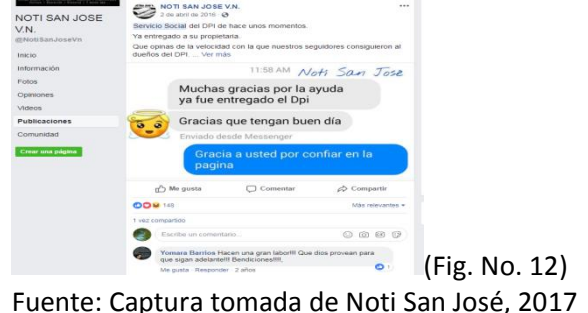 NOTI SAN JOSE V.N.
@NotiSanJoseVn
Inicio
Información
Fotos
Opiniones
Videos
Publicaciones
Comunidad
Crear una página
NOTI SAN JOSE V.N.
2 de abril de 2016
Servicio Social del DPI de hace unos momentos.
Ya entregado a su propietaria.
Que opinas de la velocidad con la que nuestros seguidores consiguieron al
dueños del DPI. ... Ver más
11:58 AM Noti San Jose
Muchas gracias por la ayuda
ya fue entregado el Dpi
Gracias que tengan buen día
Enviado desde Messenger
Gracia a usted por confiar en la
pagina
Me gusta Comentar Compartir
148 Más relevantes
1 vez compartido
Escribe un comentario...
Yomara Barrios Hacen una gran labor!!! Que dios provean para
que sigan adelante!!! Bendiciones!!!!,
Me gusta · Responder · 2 años 1
(Fig. No. 12)
Fuente: Captura tomada de Noti San José, 2017